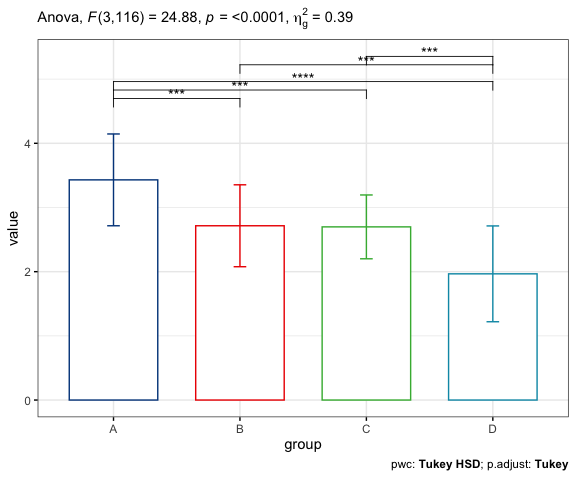 Anova, F(3,116) = 24.88, p = <0.0001, η²g = 0.39
***
***
****
***
***
4
2
0
value
A B C D
group
pwc: Tukey HSD; p.adjust: Tukey